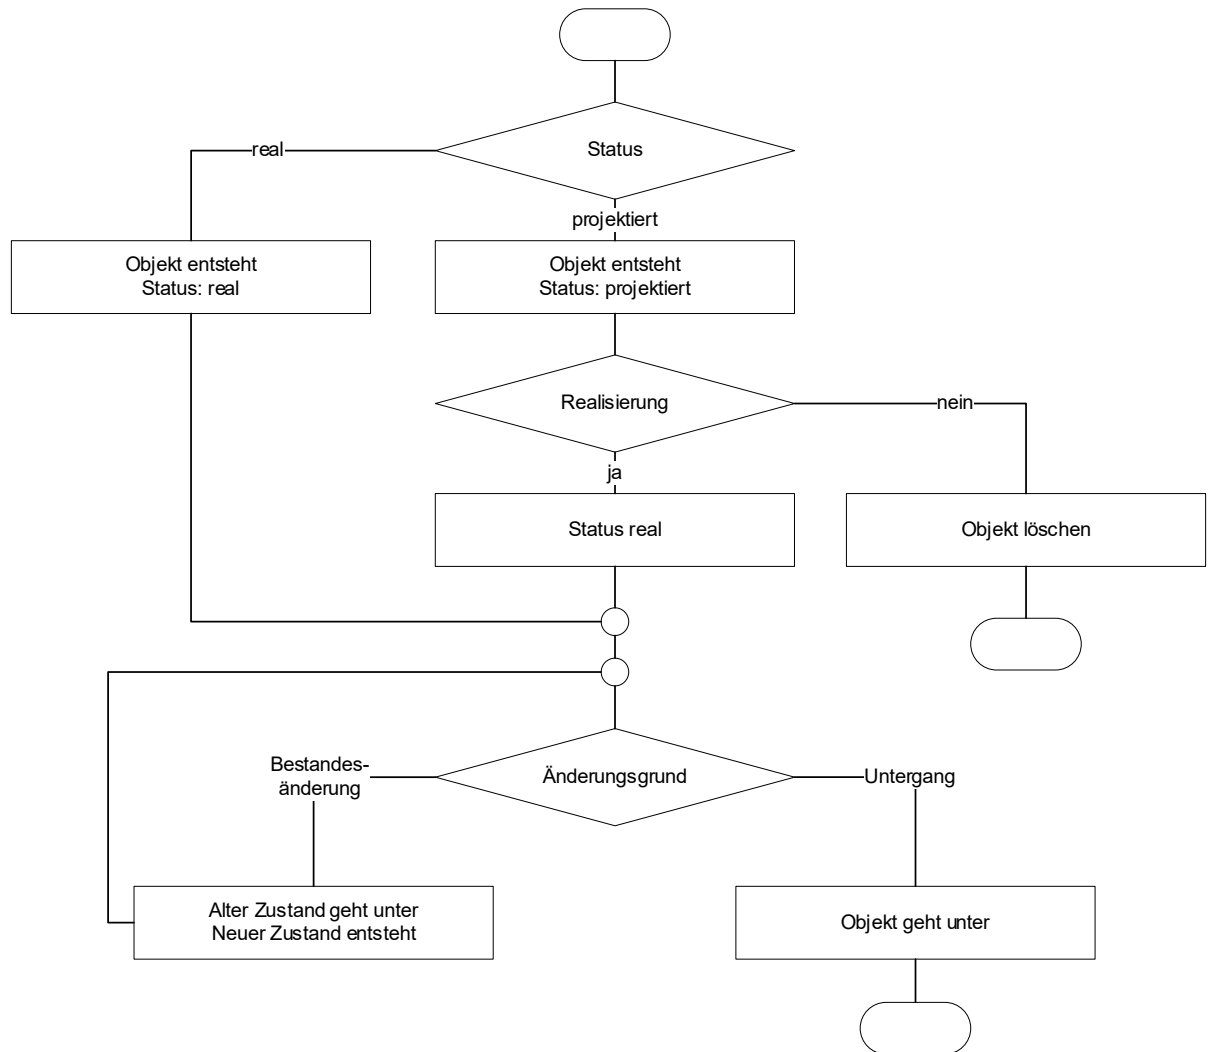 Status
real
projektiert
Objekt entsteht
Status: real
Objekt entsteht
Status: projektiert
Realisierung
nein
ja
Status real
Objekt löschen
Bestandes-
änderung
Änderungsgrund
Untergang
Alter Zustand geht unter
Neuer Zustand entsteht
Objekt geht unter